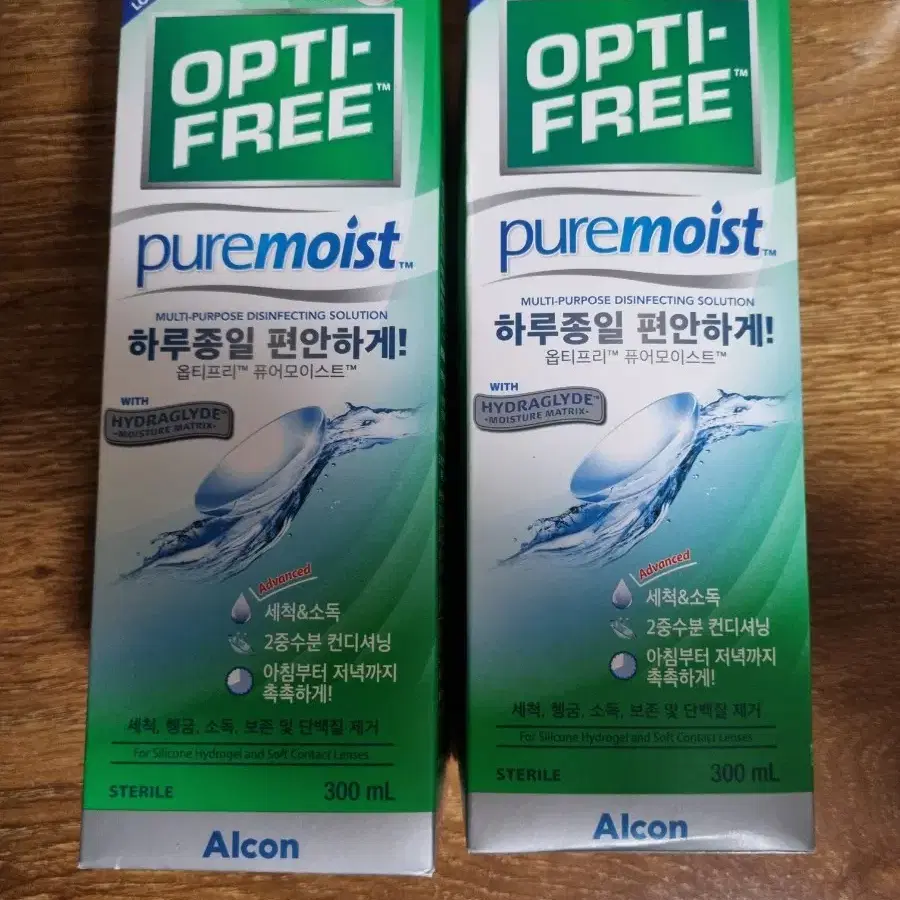 OPTI-
FREE™
puremoist™
MULTI-PURPOSE DISINFECTING SOLUTION
하루종일 편안하게!
옵티프리™ 퓨어모이스트™
WITH
HYDRAGLYDE™
•MOISTURE MATRIX•
Advanced
세척&소독
2중수분 컨디셔닝
아침부터 저녁까지
촉촉하게!
세척, 헹굼, 소독, 보존 및 단백질 제거
For Silicone Hydrogel and Soft Contact Lenses
STERILE 300 mL
Alcon
OPTI-
FREE™
puremoist™
MULTI-PURPOSE DISINFECTING SOLUTION
하루종일 편안하게!
옵티프리™ 퓨어모이스트™
WITH
HYDRAGLYDE™
•MOISTURE MATRIX•
Advanced
세척&소독
2중수분 컨디셔닝
아침부터 저녁까지
촉촉하게!
세척, 헹굼, 소독, 보존 및 단백질 제거
For Silicone Hydrogel and Soft Contact Lenses
STERILE 300 mL
Alcon